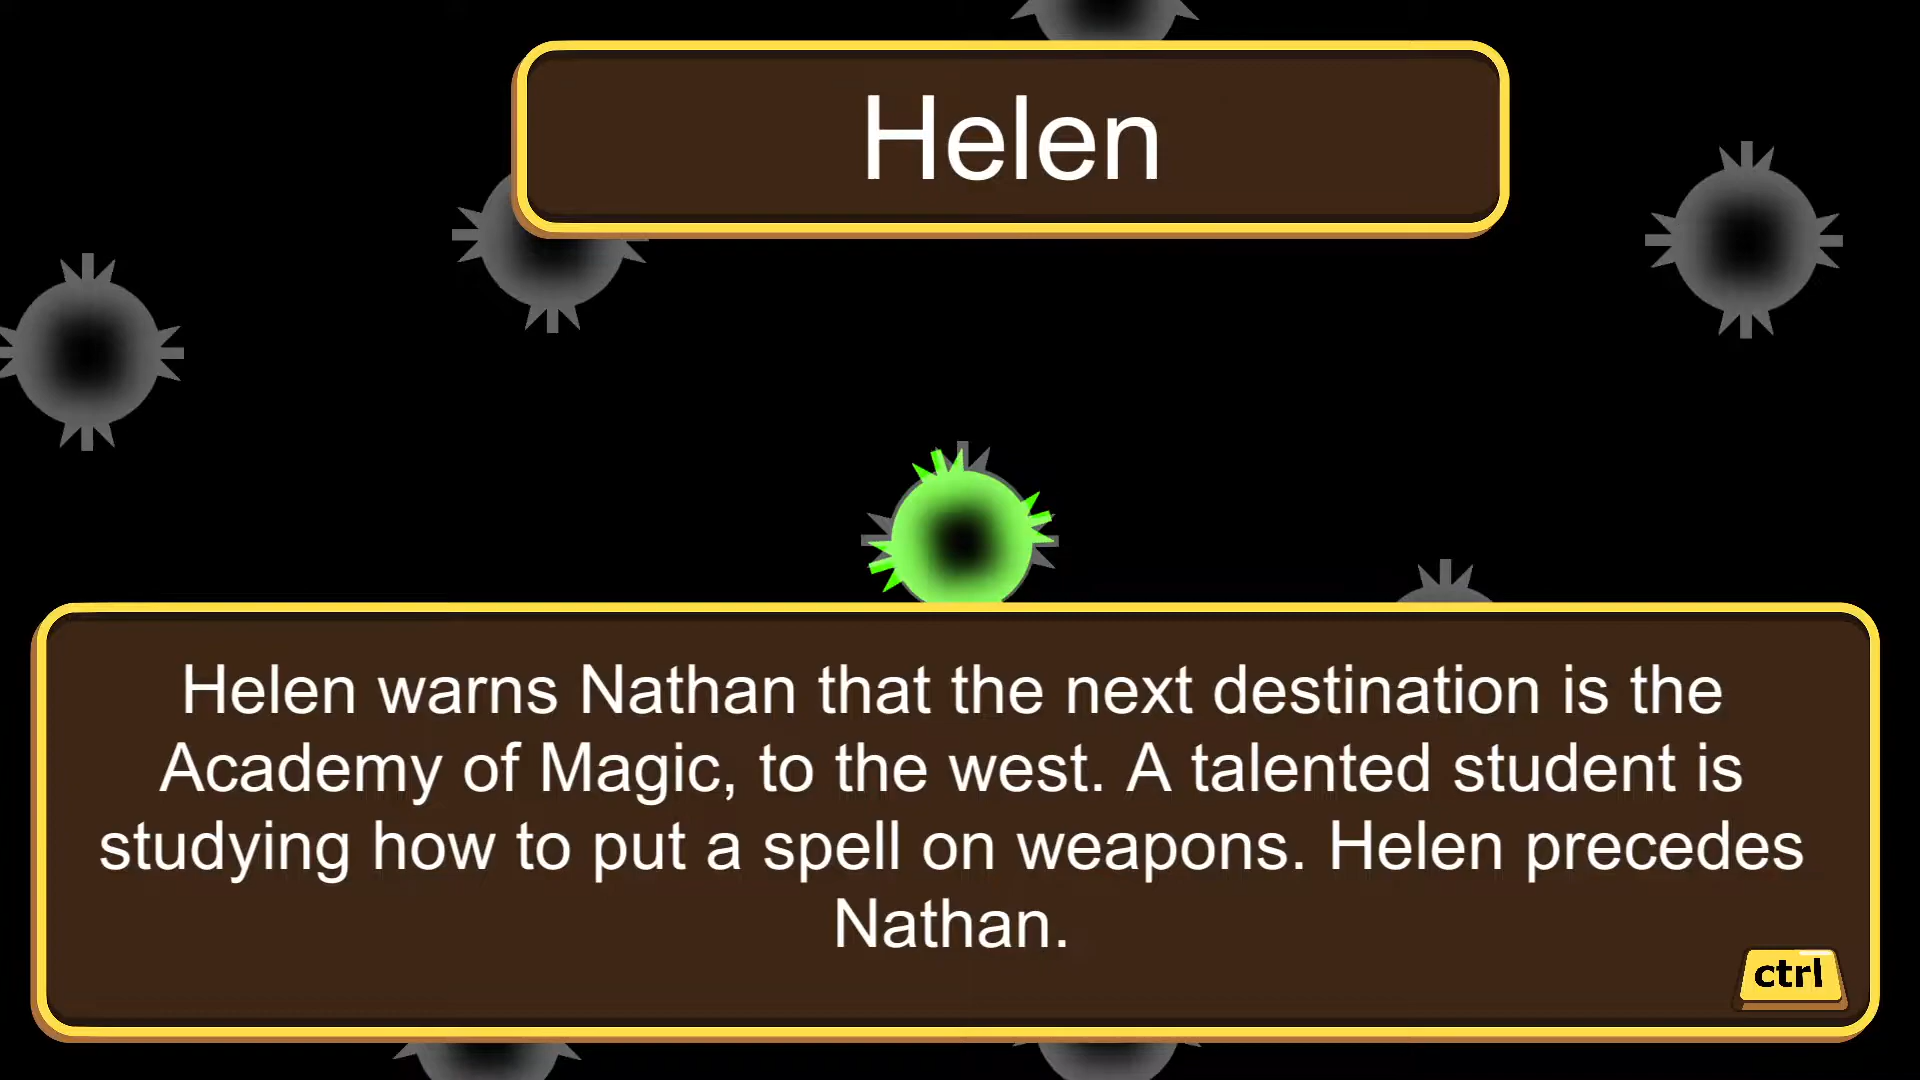 Helen
Helen warns Nathan that the next destination is the
Academy of Magic, to the west. A talented student is
studying how to put a spell on weapons. Helen precedes
Nathan.
ctrl